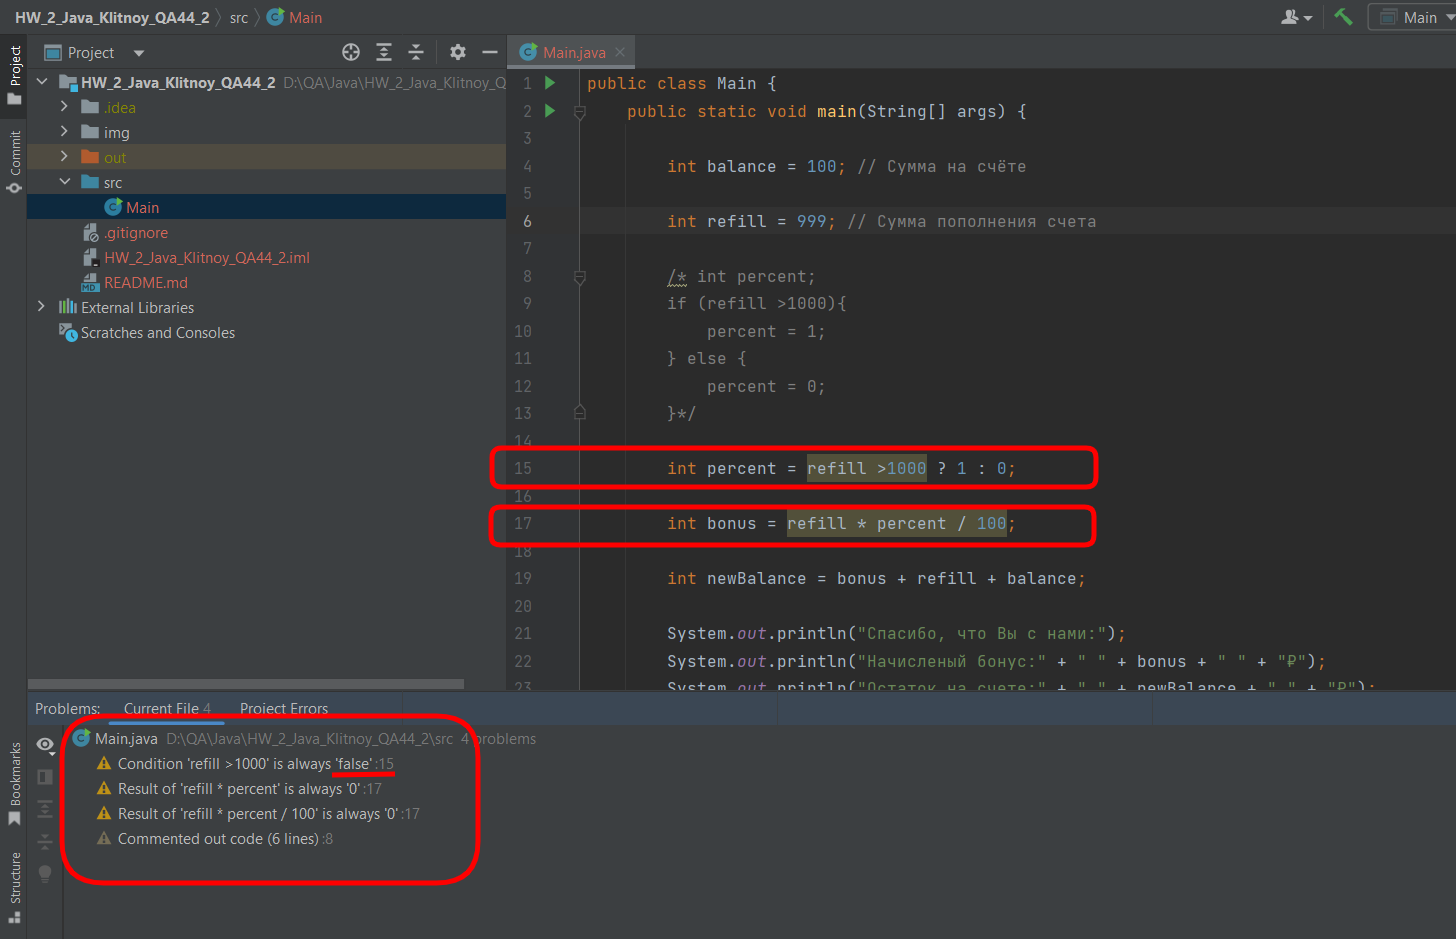 HW_2_Java_Klitnoy_QA44_2 src Main
Main
Project
Main.java
Project
HW_2_Java_Klitnoy_QA44_2 D:\QA\Java\HW_2_Java_Klitnoy_Q
.idea
img
out
src
Main
.gitignore
HW_2_Java_Klitnoy_QA44_2.iml
README.md
External Libraries
Scratches and Consoles
Commit
1 public class Main {
2 public static void main(String[] args) {
3
4 int balance = 100; // Сумма на счёте
5
6 int refill = 999; // Сумма пополнения счета
7
8 /* int percent;
9 if (refill >1000){
10 percent = 1;
11 } else {
12 percent = 0;
13 }*/
14
15 int percent = refill >1000 ? 1 : 0;
16
17 int bonus = refill * percent / 100;
18
19 int newBalance = bonus + refill + balance;
20
21 System.out.println("Спасибо, что Вы с нами:");
22 System.out.println("Начисленый бонус:" + " " + bonus + " " + "₽");
23 System.out.println("Остаток на счете:" + " " + newBalance + " " + "₽");
Problems: Current File 4 Project Errors
Main.java D:\QA\Java\HW_2_Java_Klitnoy_QA44_2\src 4 problems
Condition 'refill >1000' is always 'false' :15
Result of 'refill * percent' is always '0' :17
Result of 'refill * percent / 100' is always '0' :17
Commented out code (6 lines) :8
Bookmarks
Structure